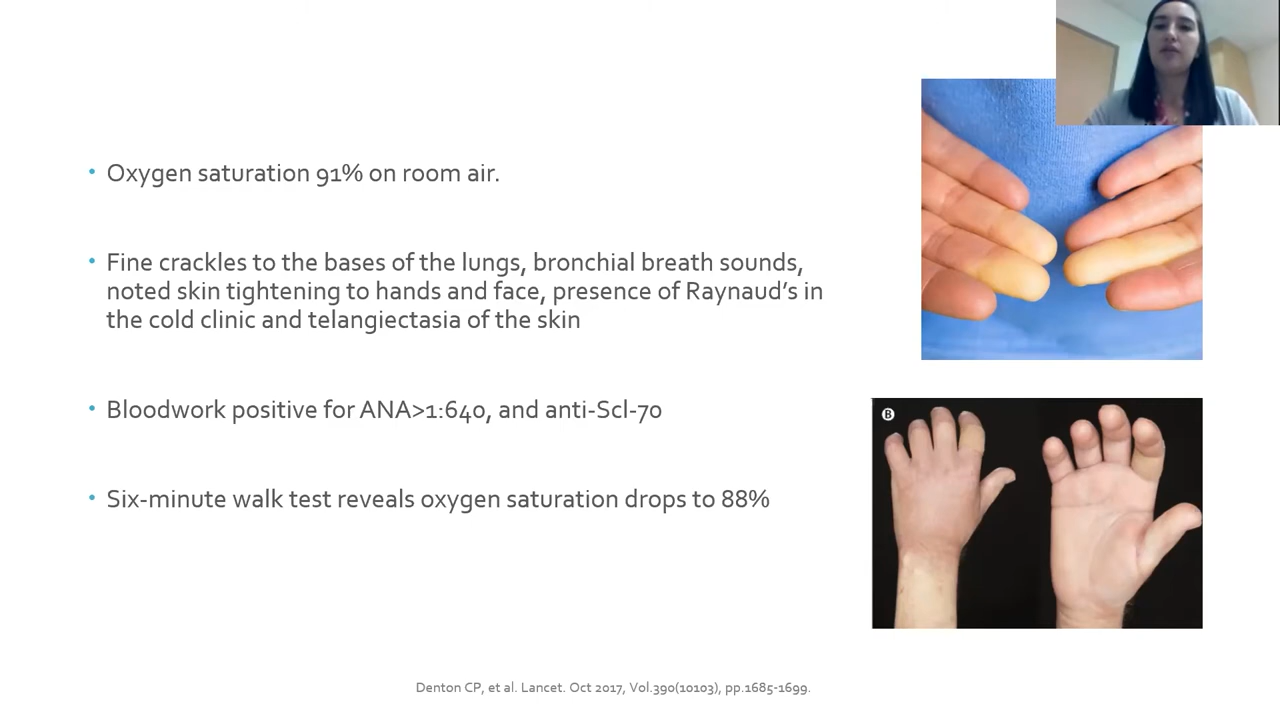 • Oxygen saturation 91% on room air.
• Fine crackles to the bases of the lungs, bronchial breath sounds,
noted skin tightening to hands and face, presence of Raynaud's in
the cold clinic and telangiectasia of the skin
• Bloodwork positive for ANA>1:640, and anti-Scl-70
• Six-minute walk test reveals oxygen saturation drops to 88%
B
Denton CP, et al. Lancet. Oct 2017, Vol.390(10103), pp.1685-1699.